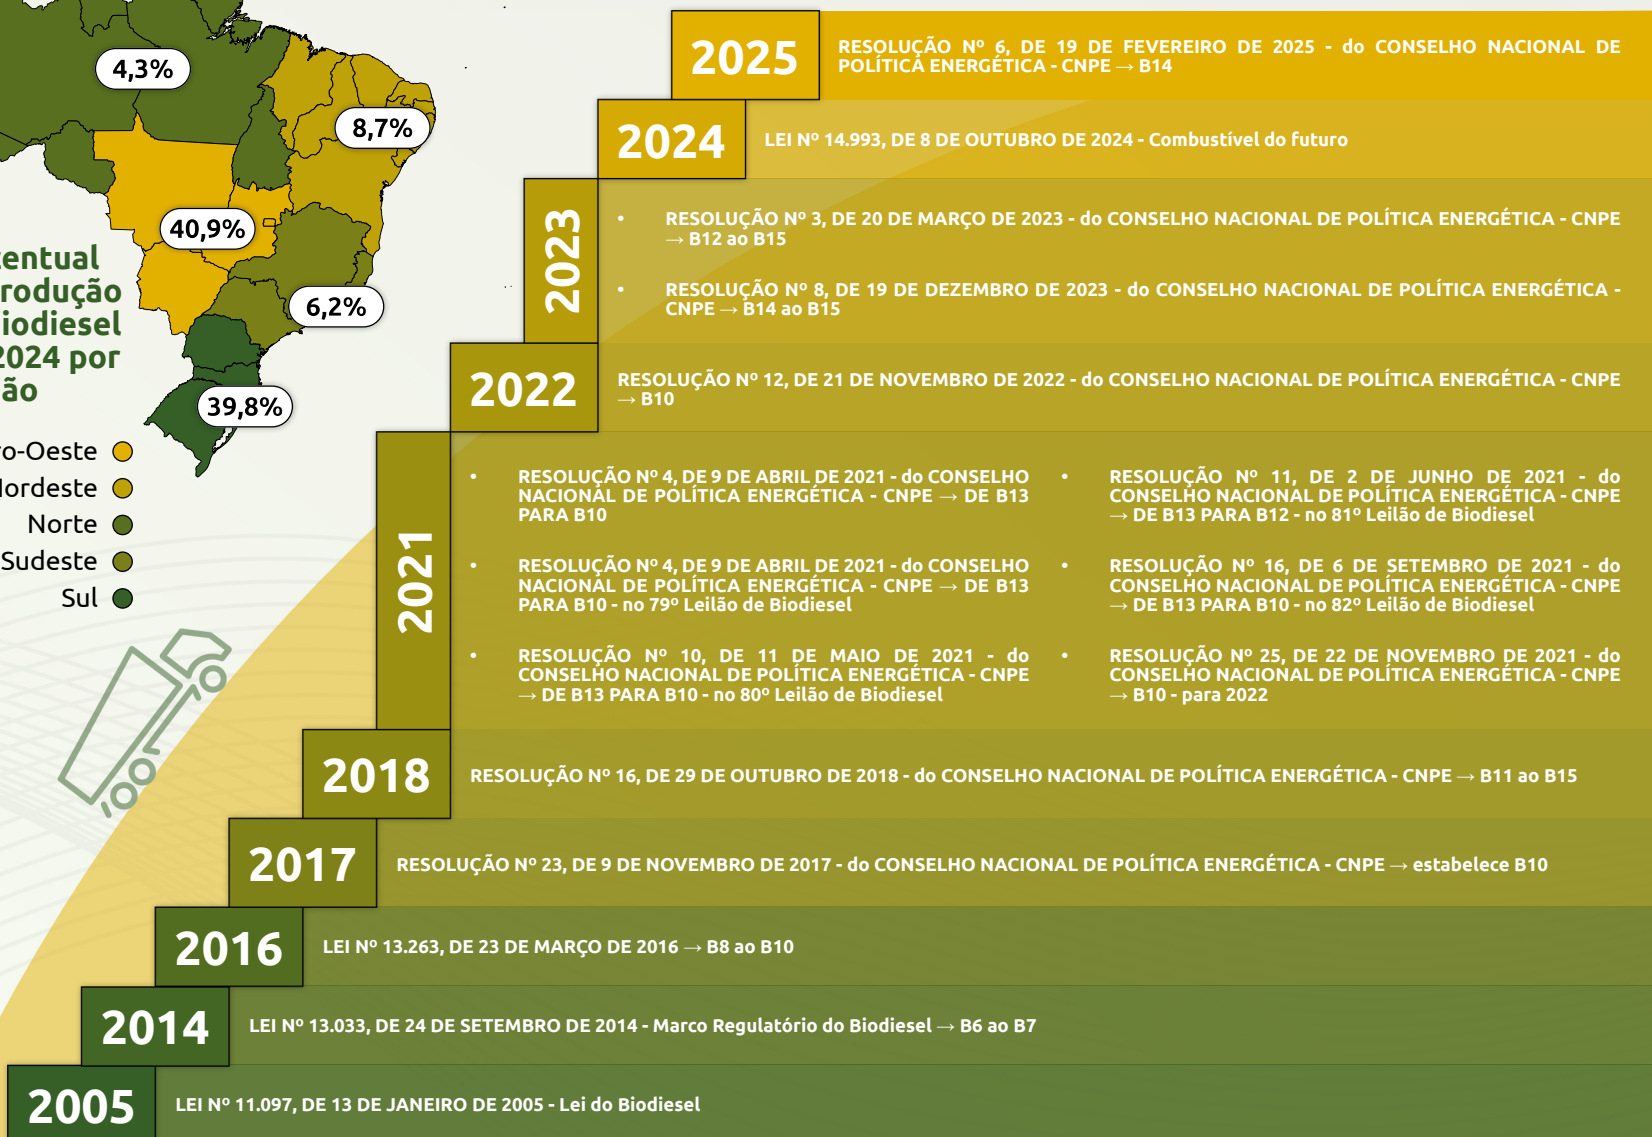 4,3%
8,7%
40,9%
6,2%
39,8%
entual
rodução
iodiesel
2024 por
ão
o-Oeste
Nordeste
Norte
Sudeste
Sul
2025
RESOLUÇÃO Nº 6, DE 19 DE FEVEREIRO DE 2025 - do CONSELHO NACIONAL DE
POLÍTICA ENERGÉTICA - CNPE → B14
2024
LEI Nº 14.993, DE 8 DE OUTUBRO DE 2024 - Combustível do futuro
2023
• RESOLUÇÃO Nº 3, DE 20 DE MARÇO DE 2023 - do CONSELHO NACIONAL DE POLÍTICA ENERGÉTICA - CNPE
→ B12 ao B15
• RESOLUÇÃO Nº 8, DE 19 DE DEZEMBRO DE 2023 - do CONSELHO NACIONAL DE POLÍTICA ENERGÉTICA -
CNPE → B14 ao B15
2022
RESOLUÇÃO Nº 12, DE 21 DE NOVEMBRO DE 2022 - do CONSELHO NACIONAL DE POLÍTICA ENERGÉTICA - CNPE
→ B10
2021
• RESOLUÇÃO Nº 4, DE 9 DE ABRIL DE 2021 - do CONSELHO
NACIONAL DE POLÍTICA ENERGÉTICA - CNPE → DE B13
PARA B10
• RESOLUÇÃO Nº 4, DE 9 DE ABRIL DE 2021 - do CONSELHO
NACIONAL DE POLÍTICA ENERGÉTICA - CNPE → DE B13
PARA B10 - no 79º Leilão de Biodiesel
• RESOLUÇÃO Nº 10, DE 11 DE MAIO DE 2021 - do
CONSELHO NACIONAL DE POLÍTICA ENERGÉTICA - CNPE
→ DE B13 PARA B10 - no 80º Leilão de Biodiesel
• RESOLUÇÃO Nº 11, DE 2 DE JUNHO DE 2021 - do
CONSELHO NACIONAL DE POLÍTICA ENERGÉTICA - CNPE
→ DE B13 PARA B12 - no 81º Leilão de Biodiesel
• RESOLUÇÃO Nº 16, DE 6 DE SETEMBRO DE 2021 - do
CONSELHO NACIONAL DE POLÍTICA ENERGÉTICA - CNPE
→ DE B13 PARA B10 - no 82º Leilão de Biodiesel
• RESOLUÇÃO Nº 25, DE 22 DE NOVEMBRO DE 2021 - do
CONSELHO NACIONAL DE POLÍTICA ENERGÉTICA - CNPE
→ B10 - para 2022
2018
RESOLUÇÃO Nº 16, DE 29 DE OUTUBRO DE 2018 - do CONSELHO NACIONAL DE POLÍTICA ENERGÉTICA - CNPE → B11 ao B15
2017
RESOLUÇÃO Nº 23, DE 9 DE NOVEMBRO DE 2017 - do CONSELHO NACIONAL DE POLÍTICA ENERGÉTICA - CNPE → estabelece B10
2016
LEI Nº 13.263, DE 23 DE MARÇO DE 2016 → B8 ao B10
2014
LEI Nº 13.033, DE 24 DE SETEMBRO DE 2014 - Marco Regulatório do Biodiesel → B6 ao B7
2005
LEI Nº 11.097, DE 13 DE JANEIRO DE 2005 - Lei do Biodiesel